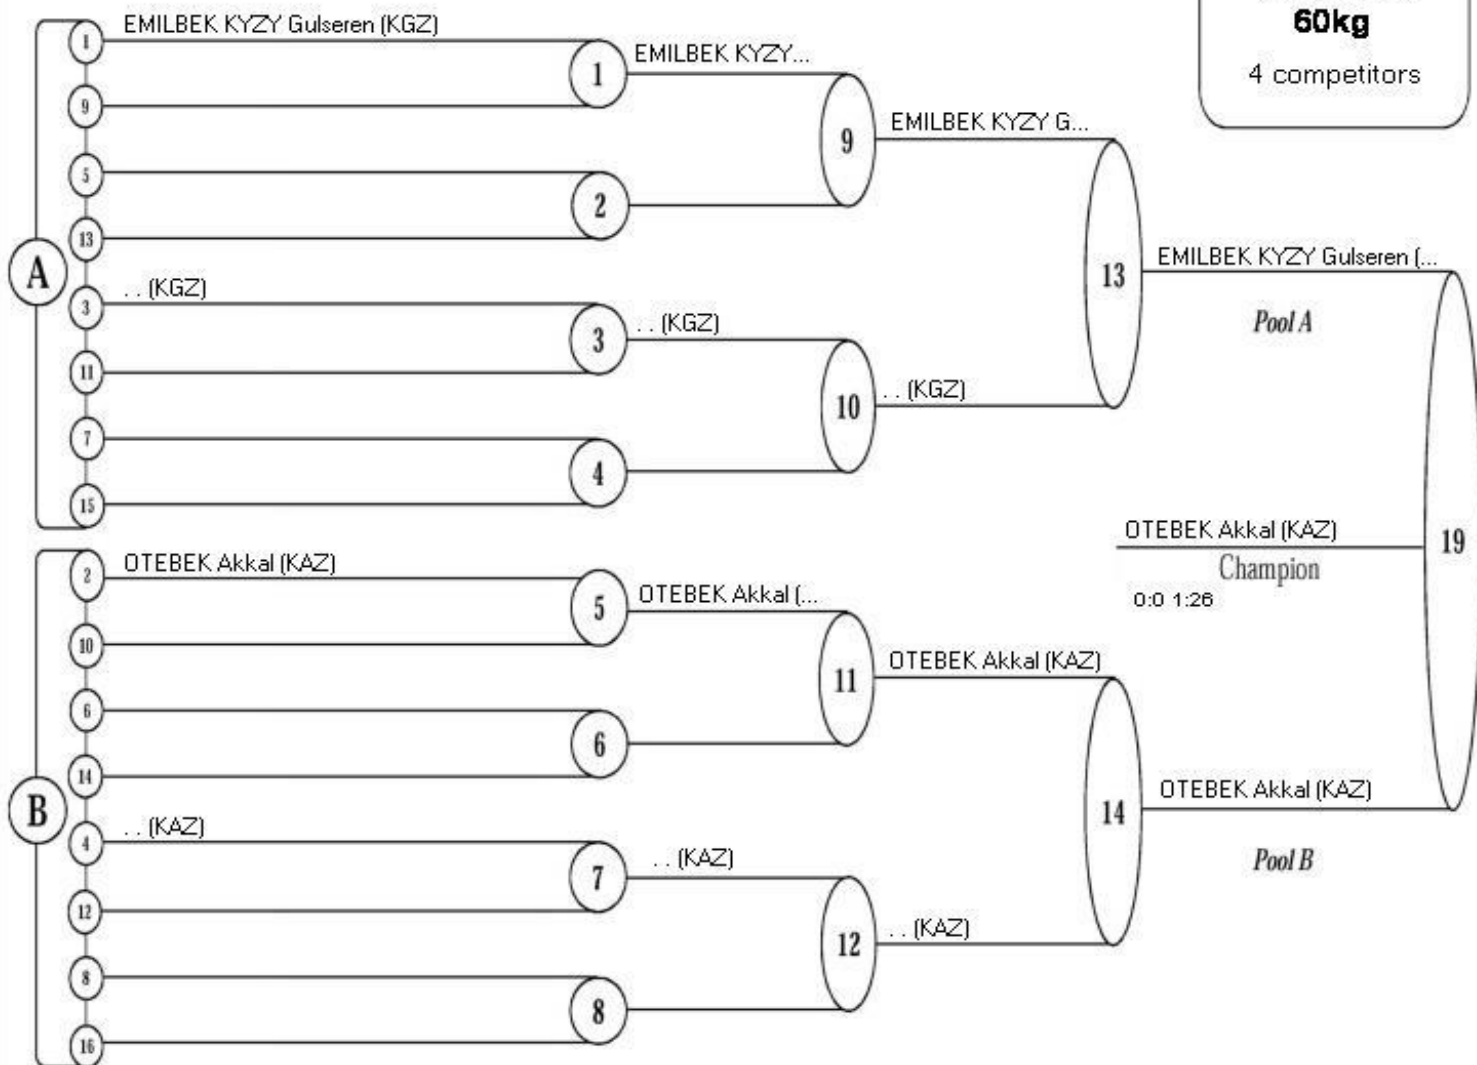 60kg
4 competitors
EMILBEK KYZY Gulseren (KGZ)
1
9
5
13
3
. . (KGZ)
11
7
15
A
1
EMILBEK KYZY...
2
3
. . (KGZ)
4
9
EMILBEK KYZY G...
10
. . (KGZ)
13
EMILBEK KYZY Gulseren (...
Pool A
OTEBEK Akkal (KAZ)
Champion
0:0 1:26
19
OTEBEK Akkal (KAZ)
2
10
6
14
4
. . (KAZ)
12
8
16
B
5
OTEBEK Akkal (...
6
7
. . (KAZ)
8
11
OTEBEK Akkal (KAZ)
12
. . (KAZ)
14
OTEBEK Akkal (KAZ)
Pool B